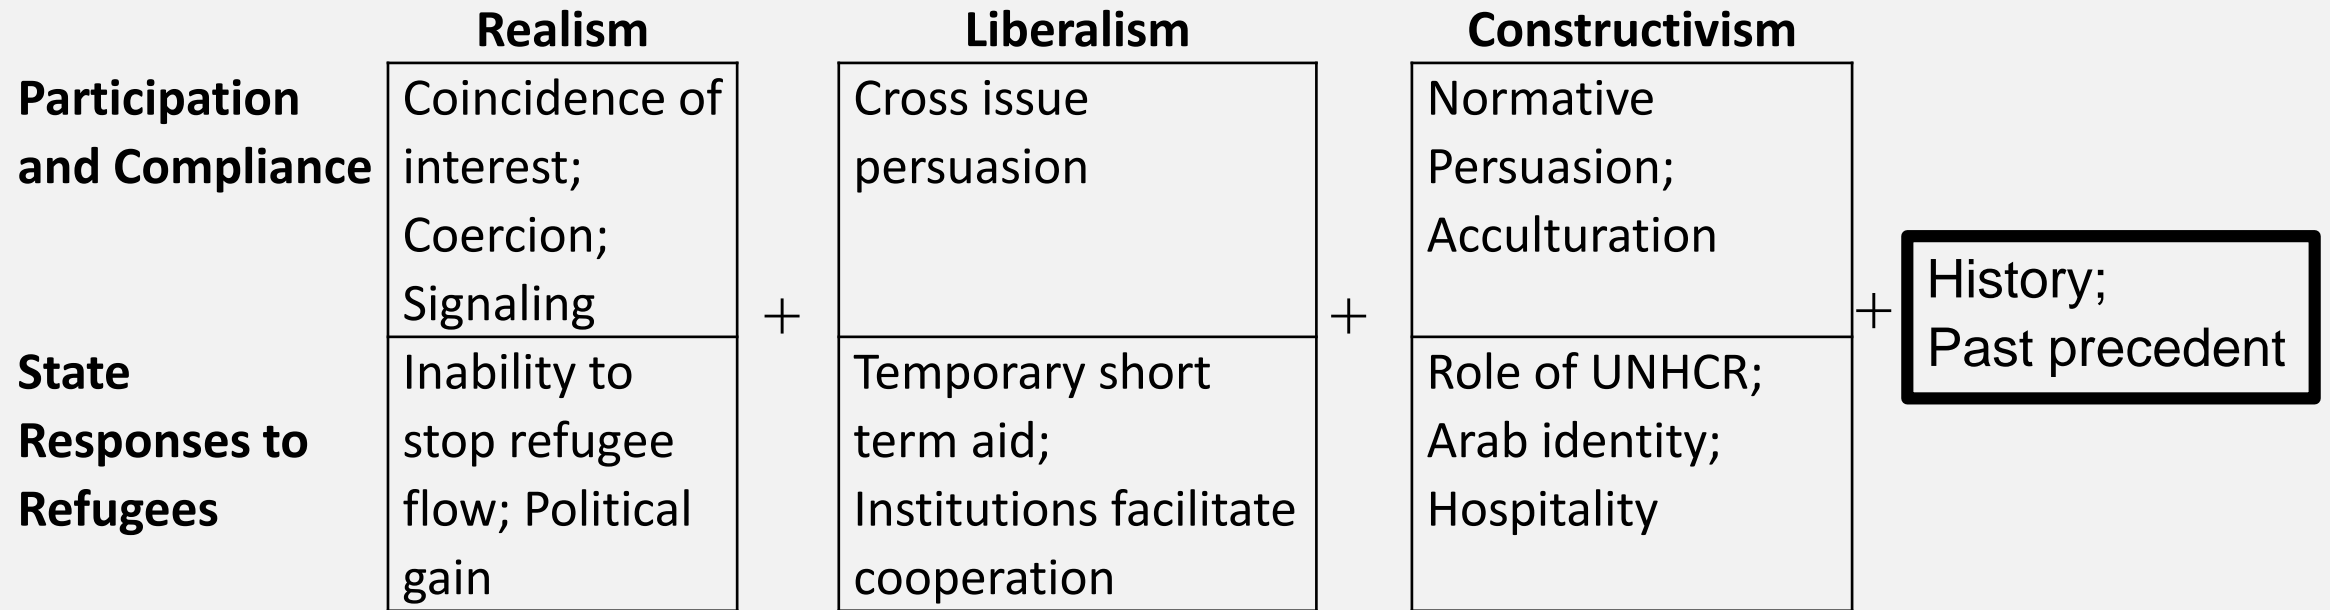 Realism
Liberalism
Constructivism
Participation
and Compliance
Coincidence of
interest;
Coercion;
Signaling
Cross issue
persuasion
Normative
Persuasion;
Acculturation
State
Responses to
Refugees
Inability to
stop refugee
flow; Political
gain
+
Temporary short
term aid;
Institutions facilitate
cooperation
+
Role of UNHCR;
Arab identity;
Hospitality
+
History;
Past precedent